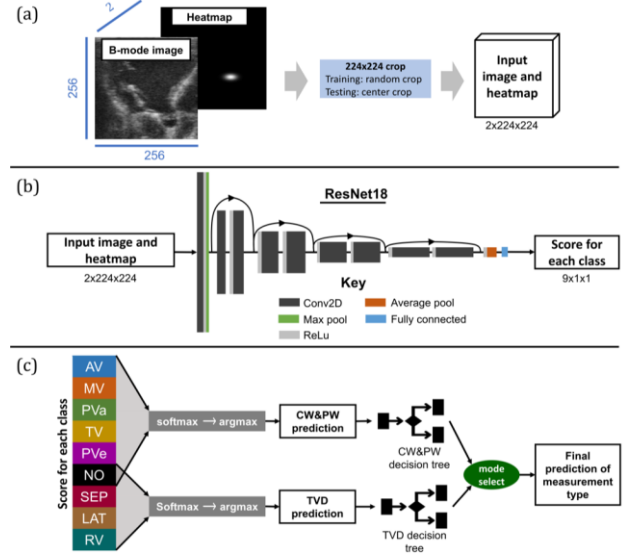 (a)
2
Heatmap
B-mode image
256
256
224x224 crop
Training: random crop
Testing: center crop
Input
image and
heatmap
2x224x224
(b)
ResNet18
Input image and
heatmap
2x224x224
Score for
each class
9x1x1
Key
Conv2D
Max pool
ReLu
Average pool
Fully connected
(c)
Score for each class
AV
MV
PVa
TV
PVe
NO
SEP
LAT
RV
softmax → argmax
CW&PW
prediction
CW&PW
decision tree
Softmax → argmax
TVD
prediction
TVD decision
tree
mode
select
Final
prediction of
measurement
type